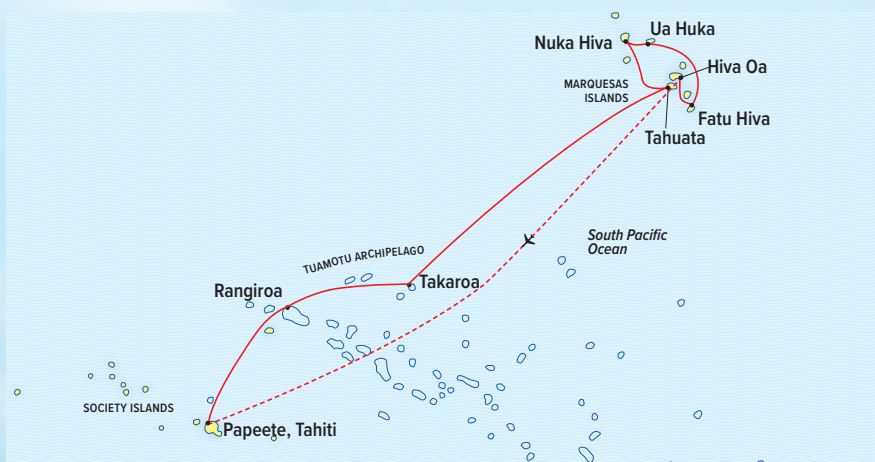 Ua Huka
Nuka Hiva
Hiva Oa
MARQUESAS
ISLANDS
Fatu Hiva
Tahuata
South Pacific
Ocean
TUAMOTU ARCHIPELAGO
Takaroa
Rangiroa
SOCIETY ISLANDS
Papeete, Tahiti